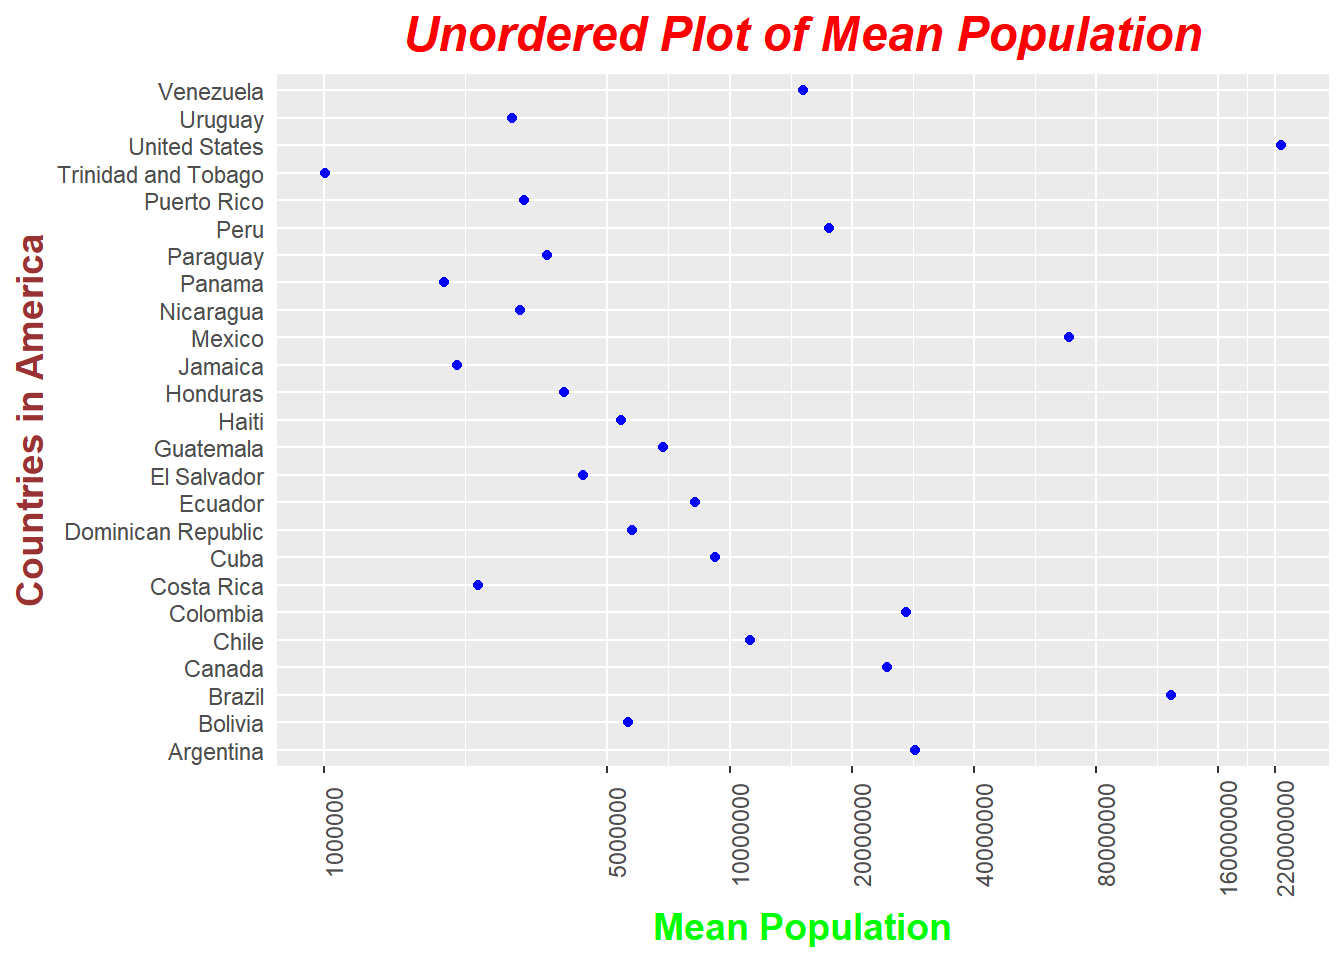 Unordered Plot of Mean Population
Countries in America
Venezuela
Uruguay
United States
Trinidad and Tobago
Puerto Rico
Peru
Paraguay
Panama
Nicaragua
Mexico
Jamaica
Honduras
Haiti
Guatemala
El Salvador
Ecuador
Dominican Republic
Cuba
Costa Rica
Colombia
Chile
Canada
Brazil
Bolivia
Argentina
1000000
5000000
10000000
20000000
40000000
80000000
160000000
220000000
Mean Population